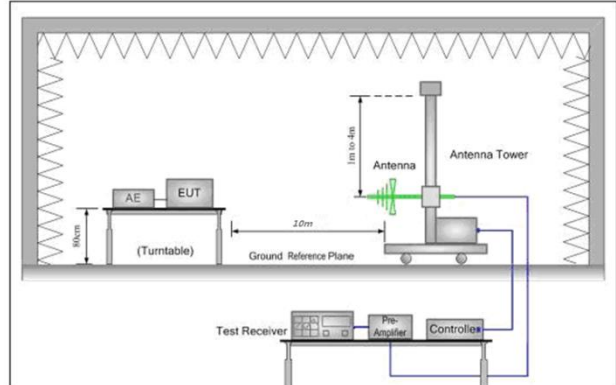 1m to 4m
Antenna
Antenna Tower
AE
EUT
80cm
10m
(Turntable)
Ground Reference Plane
Test Receiver
Pre-
Amplifier
Controller